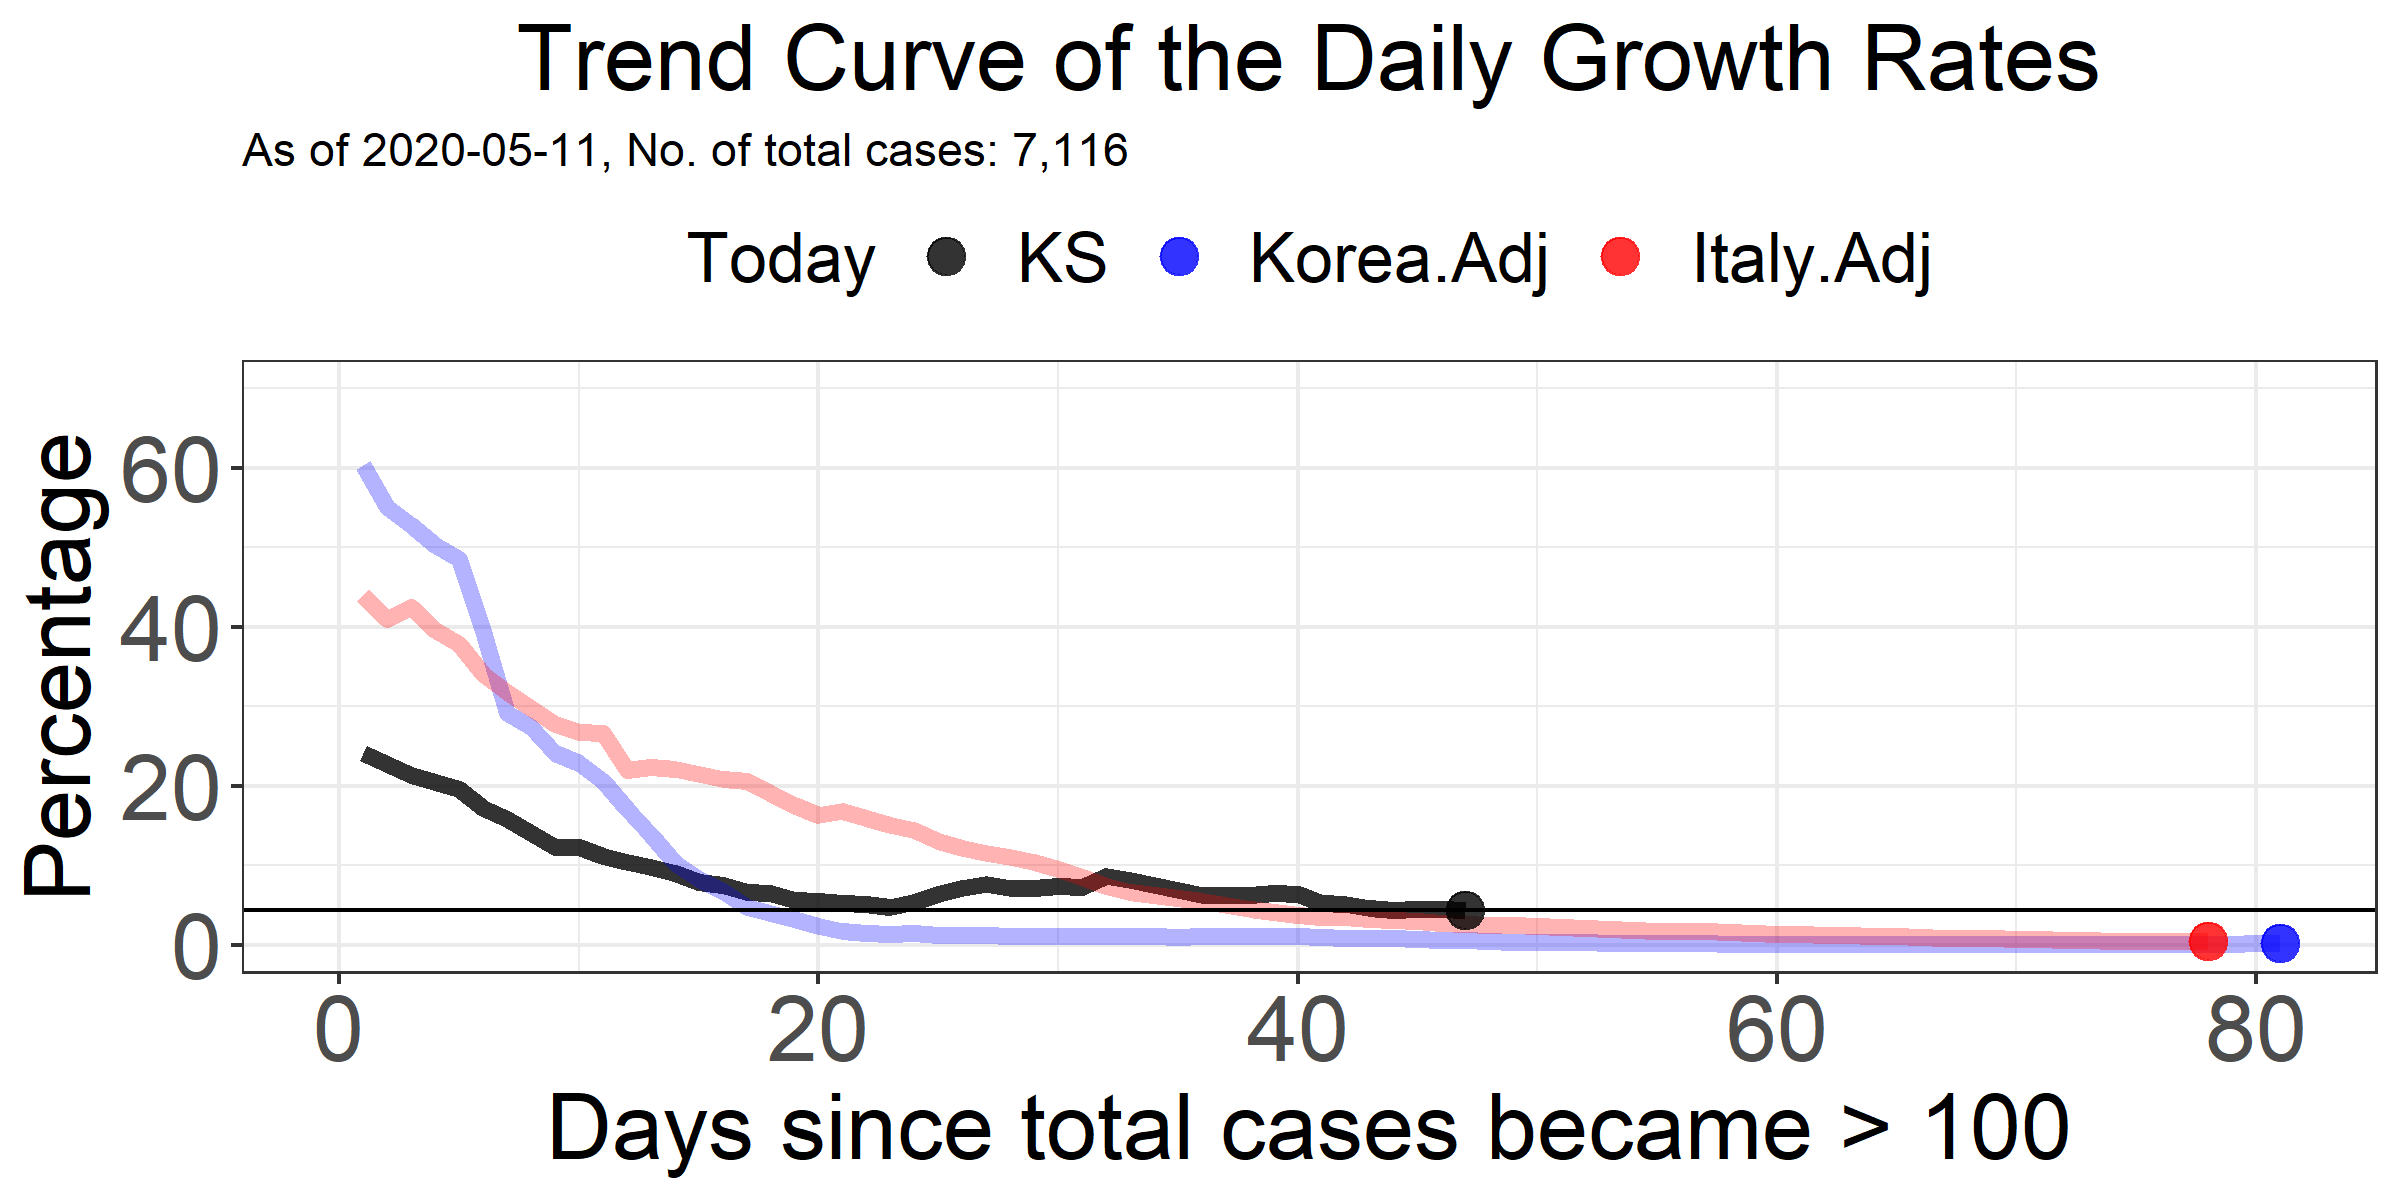 Trend Curve of the Daily Growth Rates
As of 2020-05-11, No. of total cases: 7,116
Today KS Korea.Adj Italy.Adj
Percentage
60
40
20
0
0 20 40 60 80
Days since total cases became > 100